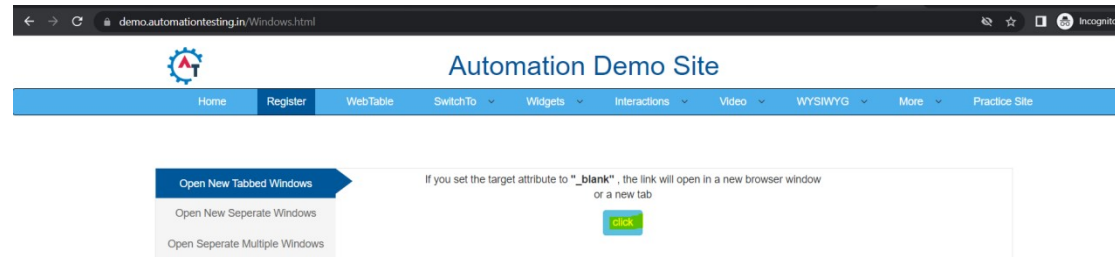 demo.automationtesting.in/Windows.html
Incognito
AT
Automation Demo Site
Home Register WebTable SwitchTo Widgets Interactions Video WYSIWYG More Practice Site
Open New Tabbed Windows
If you set the target attribute to "_blank" , the link will open in a new browser window
or a new tab
click
Open New Seperate Windows
Open Seperate Multiple Windows